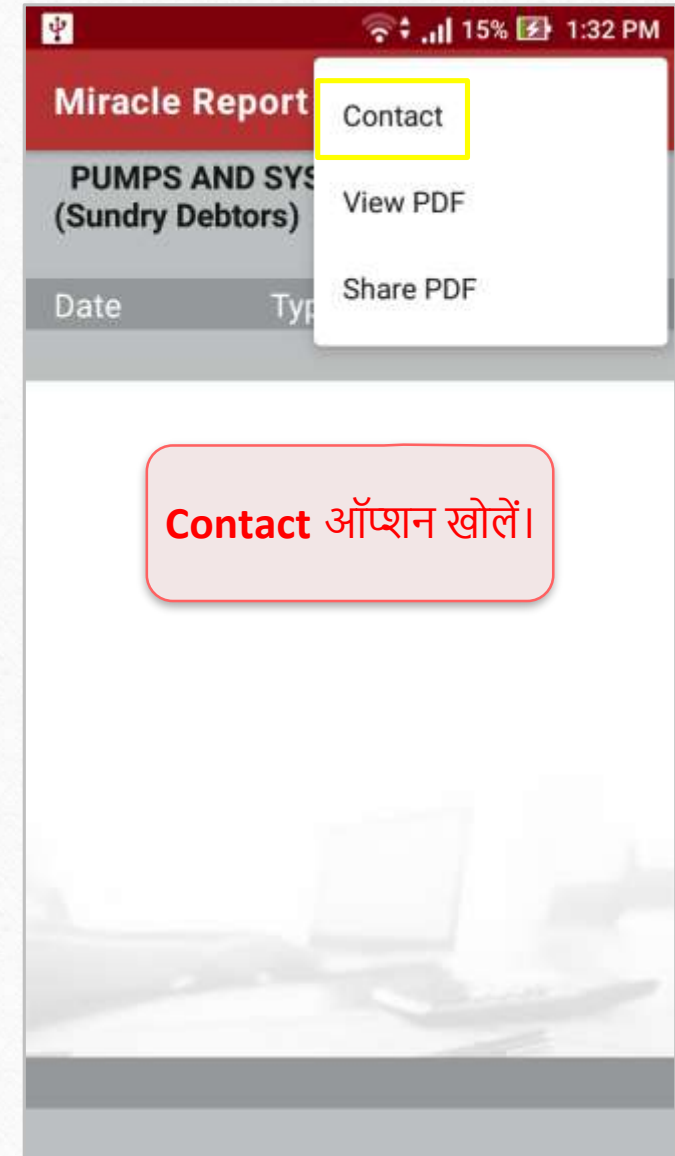 15% 1:32 PM
Miracle Report
Contact
PUMPS AND SYS
(Sundry Debtors)
View PDF
Share PDF
Date Typ
Contact ऑप्शन खोलें।